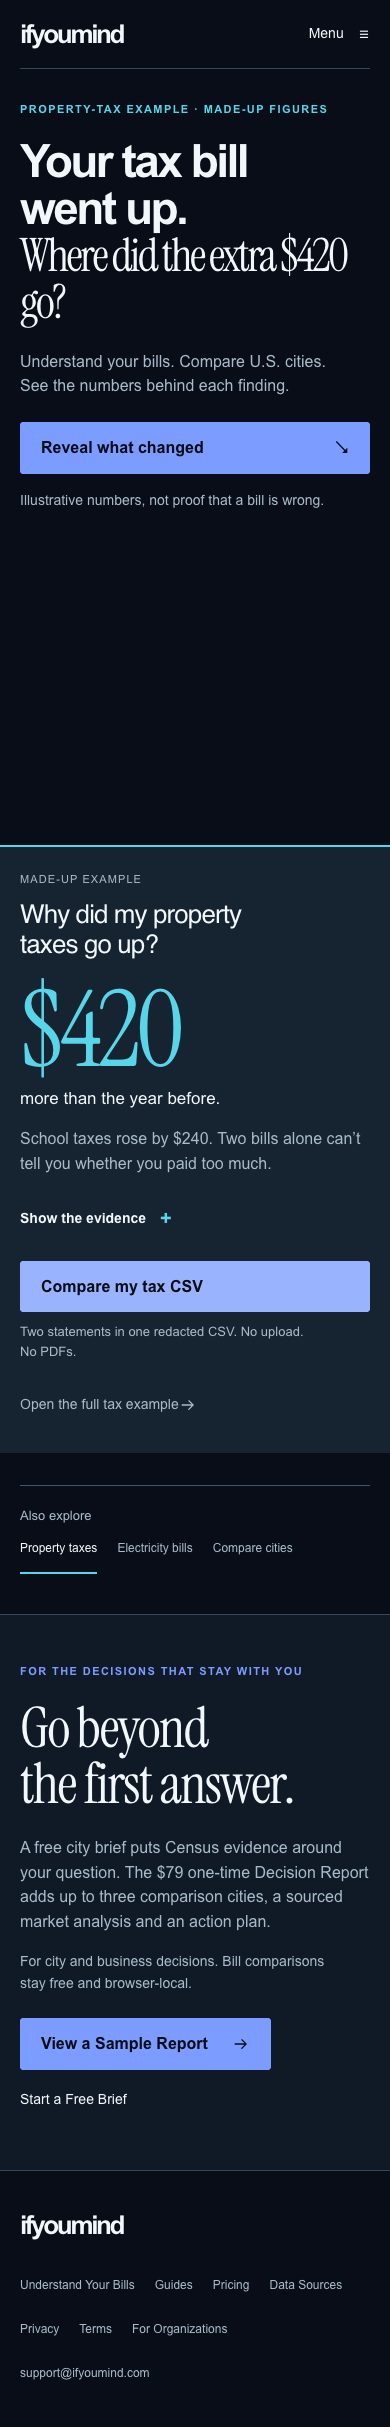 ifyoumind
Menu ≡
PROPERTY-TAX EXAMPLE · MADE-UP FIGURES
Your tax bill
went up.
Where did the extra $420
go?
Understand your bills. Compare U.S. cities.
See the numbers behind each finding.
Reveal what changed ↘
Illustrative numbers, not proof that a bill is wrong.
MADE-UP EXAMPLE
Why did my property
taxes go up?
$420
more than the year before.
School taxes rose by $240. Two bills alone can’t
tell you whether you paid too much.
Show the evidence +
Compare my tax CSV
Two statements in one redacted CSV. No upload.
No PDFs.
Open the full tax example →
Also explore
Property taxes Electricity bills Compare cities
FOR THE DECISIONS THAT STAY WITH YOU
Go beyond
the first answer.
A free city brief puts Census evidence around
your question. The $79 one-time Decision Report
adds up to three comparison cities, a sourced
market analysis and an action plan.
For city and business decisions. Bill comparisons
stay free and browser-local.
View a Sample Report →
Start a Free Brief
ifyoumind
Understand Your Bills Guides Pricing Data Sources
Privacy Terms For Organizations
support@ifyoumind.com